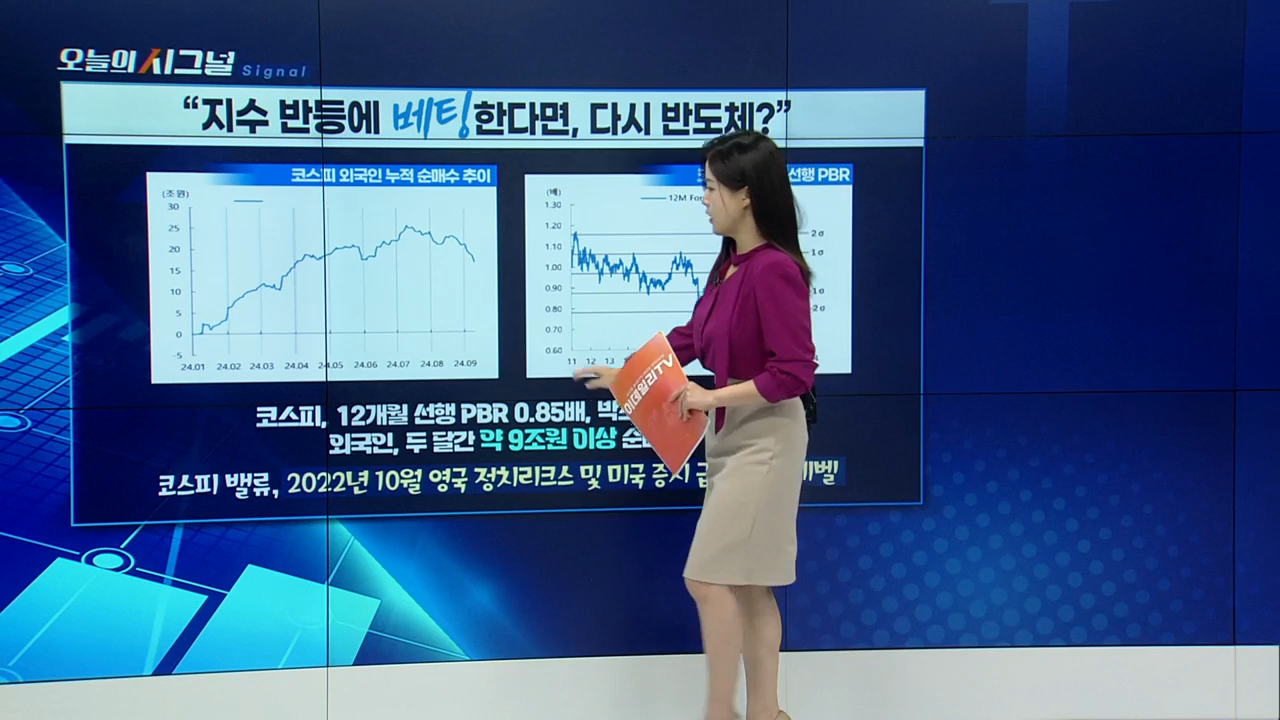 오늘의 시그널 Signal
“지수 반등에 베팅한다면, 다시 반도체?”
코스피 외국인 누적 순매수 추이
선행 PBR
(조원)
30
25
20
15
10
5
0
-5
24.01 24.02 24.03 24.04 24.05 24.06 24.07 24.08 24.09
(배)
12M
1.30
1.20
1.10
1.00
0.90
0.80
0.70
0.60
11 12 13
2σ
1σ
이데일리TV
코스피, 12개월 선행 PBR 0.85배,
외국인, 두 달간 약 9조원 이상
코스피 밸류, 2022년 10월 영국 정치리크스 및 미국 증시